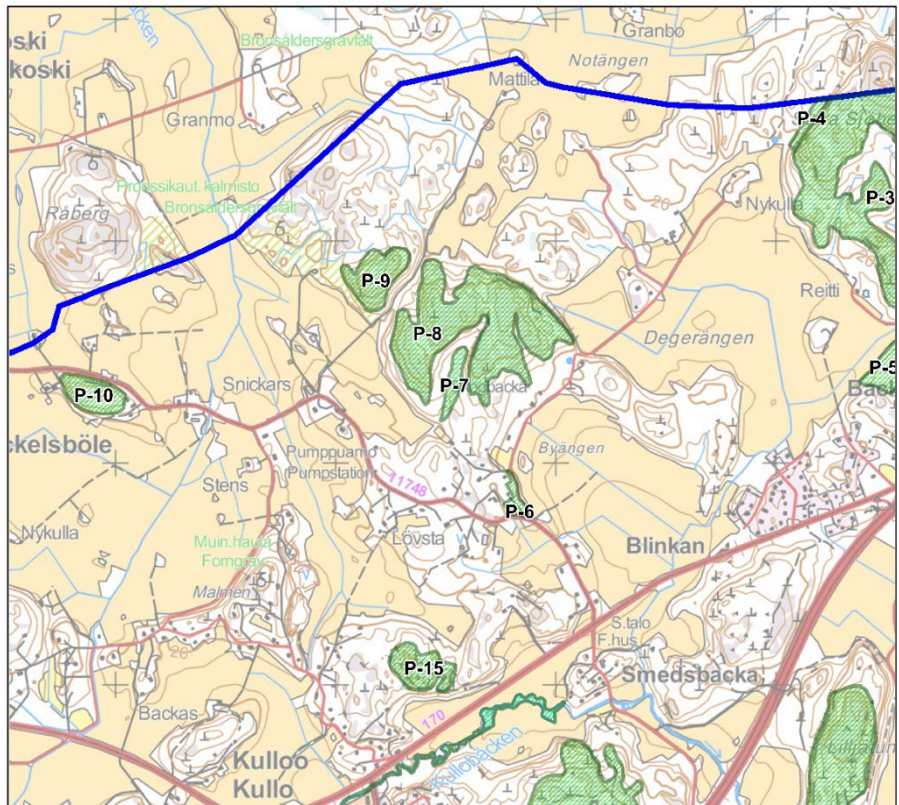 Bronsåldersgravfält
Granbo
oski
koski
Notängen
Mattila
Granmo
P-4
Pronssikaut. kalmisto
Råberg
Bronsåldersgravfält
Nykulla
P-3
P-9
Reitti
P-8
Degerängen
P-7
P-5
Snickars
P-10
ckelsböle
Byängen
Pumppuamo
Pumpstation
11748
Stens
P-6
Nykulla
Lövsta
Blinkan
Muin.hauta
Forngrav
Malmen
S.talo
F.hus
P-15
Smedsbacka
Backas
170
Kulloo
Kullo
Kullobäcken